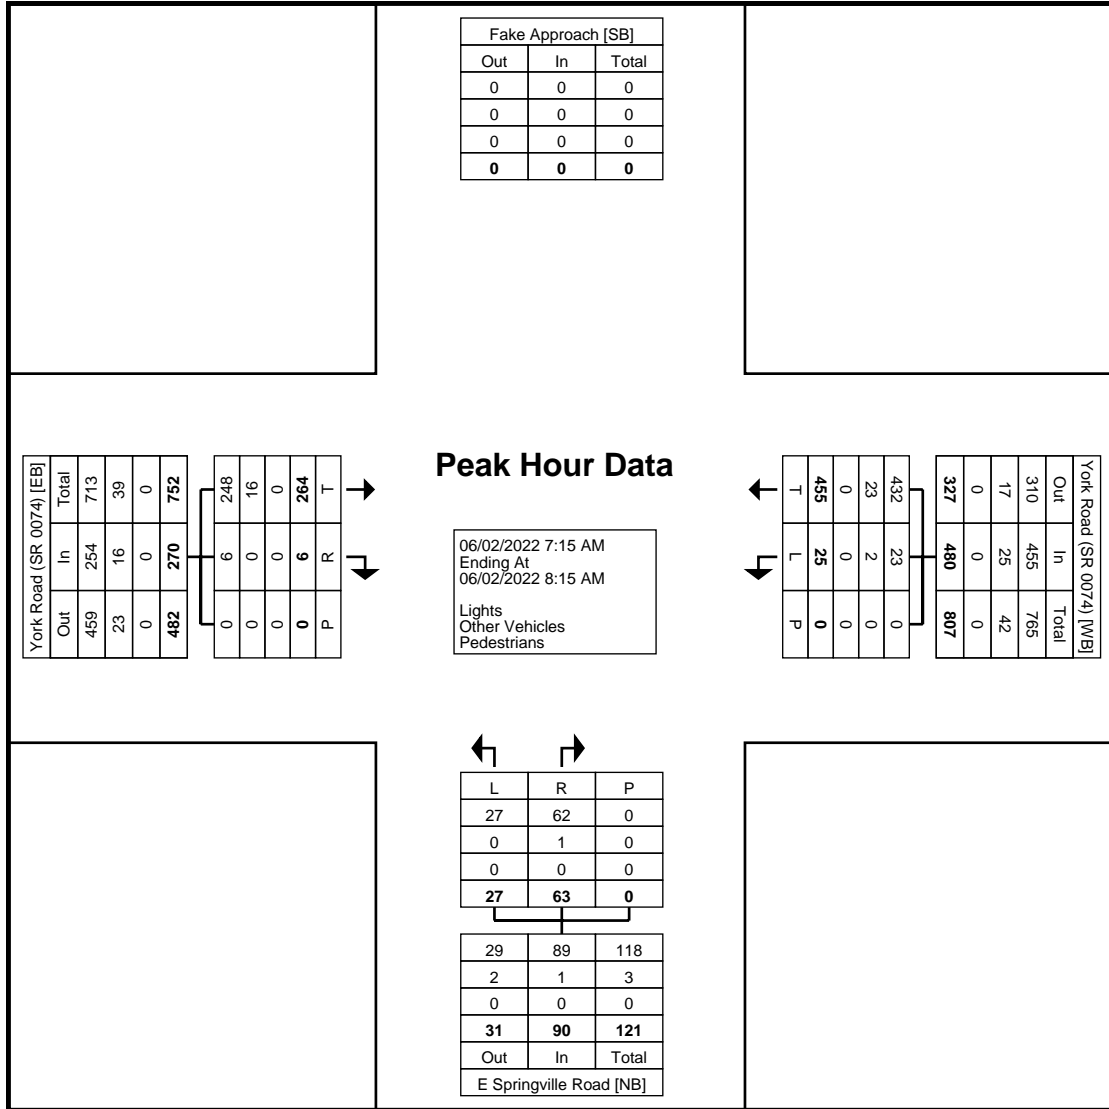 Fake Approach [SB]
Out In Total
0 0 0
0 0 0
0 0 0
0 0 0
Peak Hour Data
06/02/2022 7:15 AM
Ending At
06/02/2022 8:15 AM
Lights
Other Vehicles
Pedestrians
York Road (SR 0074) [EB]
Out In Total
459 254 713
23 16 39
0 0 0
482 270 752
0 6 248
0 0 16
0 0 0
0 6 264
P R T
York Road (SR 0074) [WB]
Out In Total
310 455 765
17 25 42
0 0 0
327 480 807
432 23 0
23 2 0
0 0 0
455 25 0
T L P
L R P
27 62 0
0 1 0
0 0 0
27 63 0
29 89 118
2 1 3
0 0 0
31 90 121
Out In Total
E Springville Road [NB]